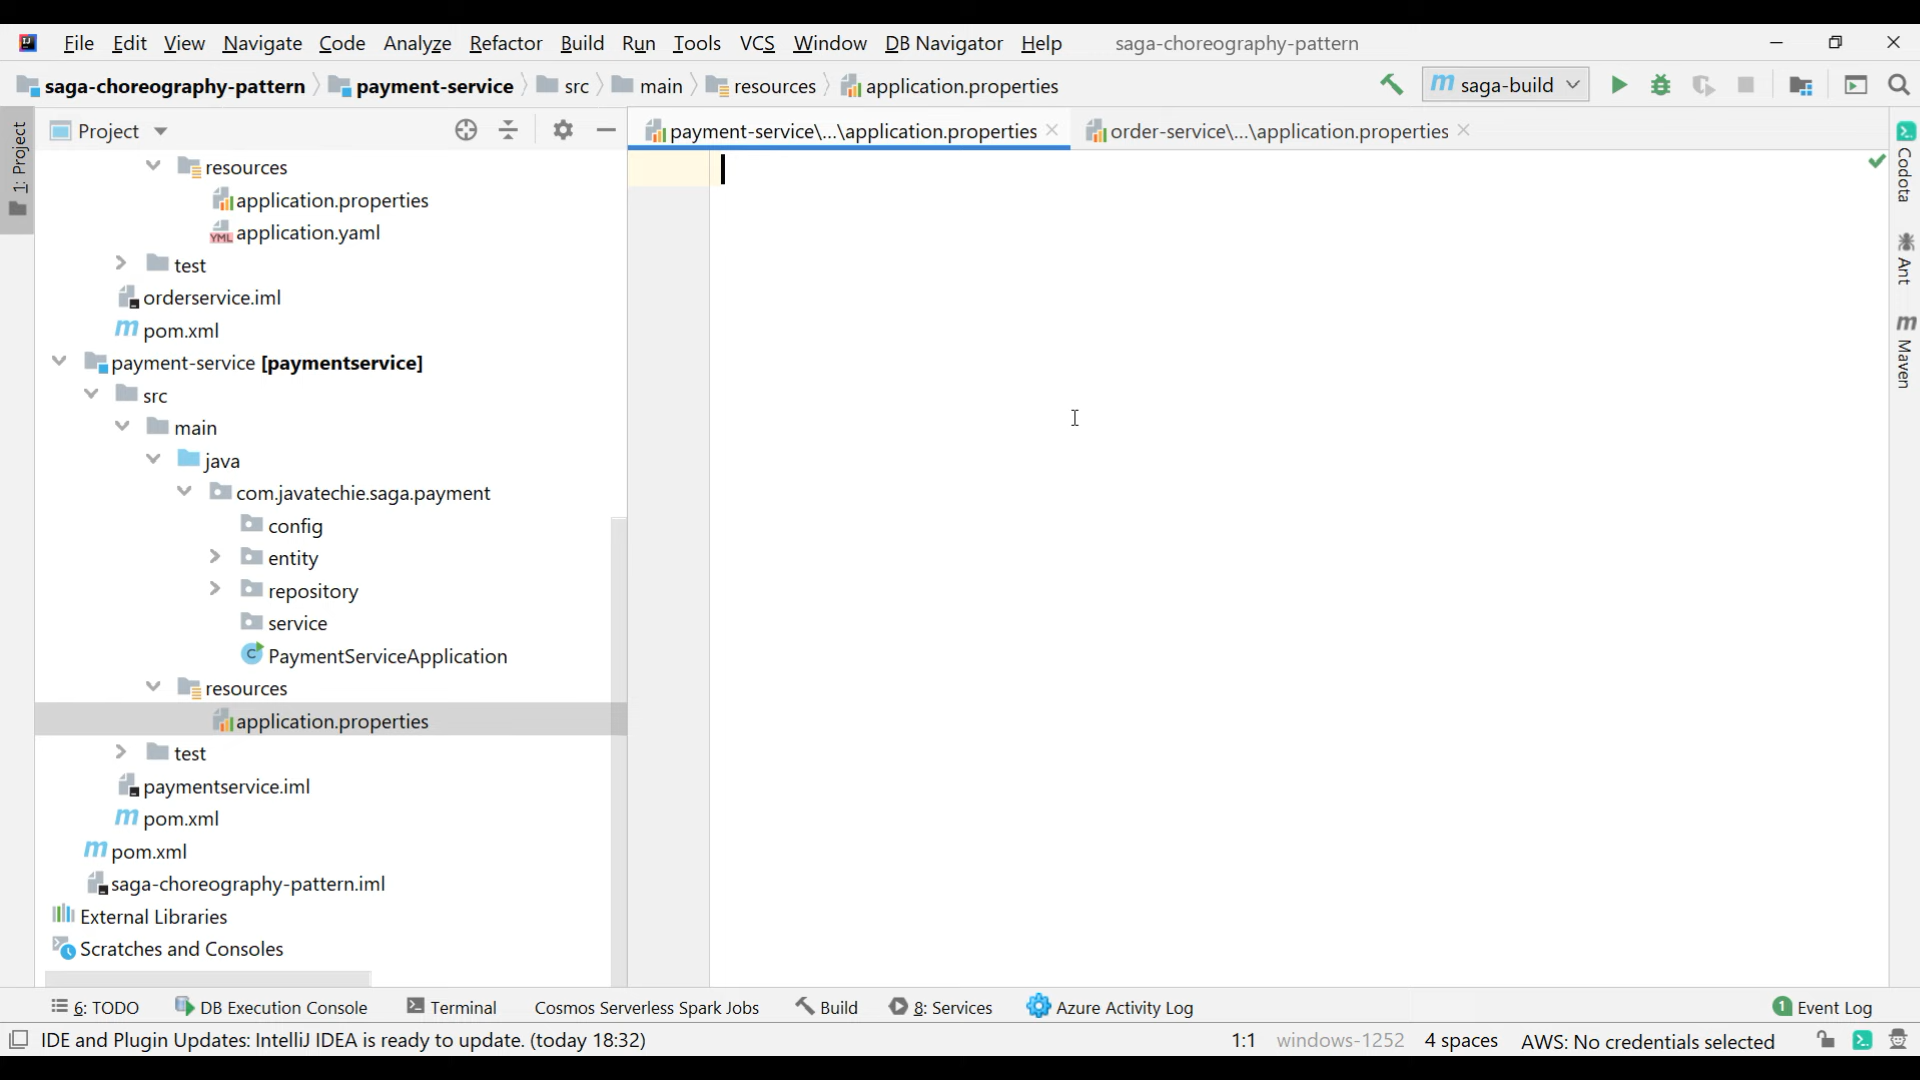 File Edit View Navigate Code Analyze Refactor Build Run Tools VCS Window DB Navigator Help saga-choreography-pattern
saga-choreography-pattern payment-service src main resources application.properties saga-build
Project payment-service\...\application.properties order-service\...\application.properties
1: Project
resources
application.properties
YML application.yaml
test
orderservice.iml
pom.xml
payment-service [paymentservice]
src
main
java
com.javatechie.saga.payment
config
entity
repository
service
PaymentServiceApplication
resources
application.properties
test
paymentservice.iml
pom.xml
pom.xml
saga-choreography-pattern.iml
External Libraries
Scratches and Consoles
Codota
Ant
Maven
6: TODO DB Execution Console Terminal Cosmos Serverless Spark Jobs Build 8: Services Azure Activity Log 1 Event Log
IDE and Plugin Updates: IntelliJ IDEA is ready to update. (today 18:32) 1:1 windows-1252 4 spaces AWS: No credentials selected